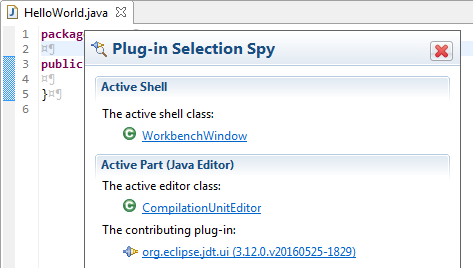 HelloWorld.java
1 packag
2 ¤¶
3 public
4 ¤¶
5 }¤¶
6
Plug-in Selection Spy
Active Shell
The active shell class:
WorkbenchWindow
Active Part (Java Editor)
The active editor class:
CompilationUnitEditor
The contributing plug-in:
org.eclipse.jdt.ui (3.12.0.v20160525-1829)